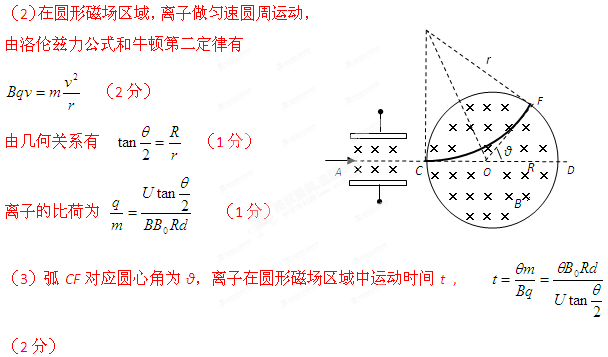 （2）在圆形磁场区域，离子做匀速圆周运动，
由洛伦兹力公式和牛顿第二定律有
Bqv = m v²/r （2分）
由几何关系有 tan θ/2 = R/r （1分）
离子的比荷为 q/m = U tan θ/2 / BB₀Rd （1分）
（3）弧 CF 对应圆心角为θ，离子在圆形磁场区域中运动时间 t， t = θm/Bq = θB₀Rd / U tan θ/2
（2分）
r
F
θ
A
C
O
R
D
B